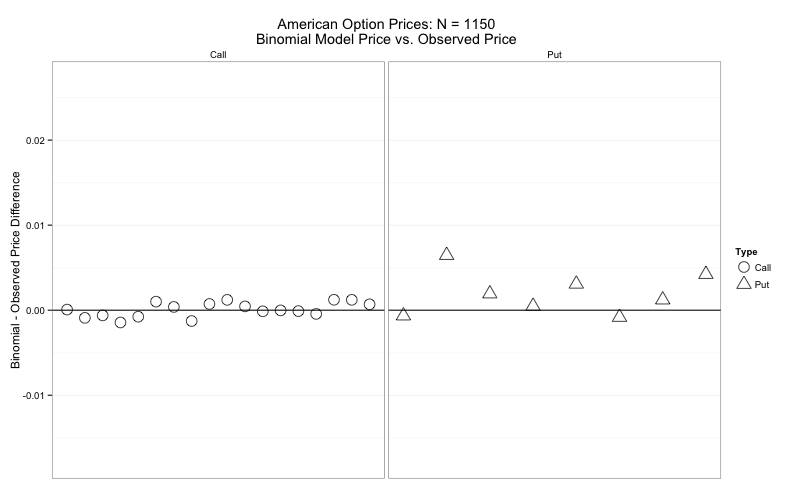 American Option Prices: N = 1150
Binomial Model Price vs. Observed Price
Call
Put
Binomial - Observed Price Difference
0.02
0.01
0.00
-0.01
Type
Call
Put